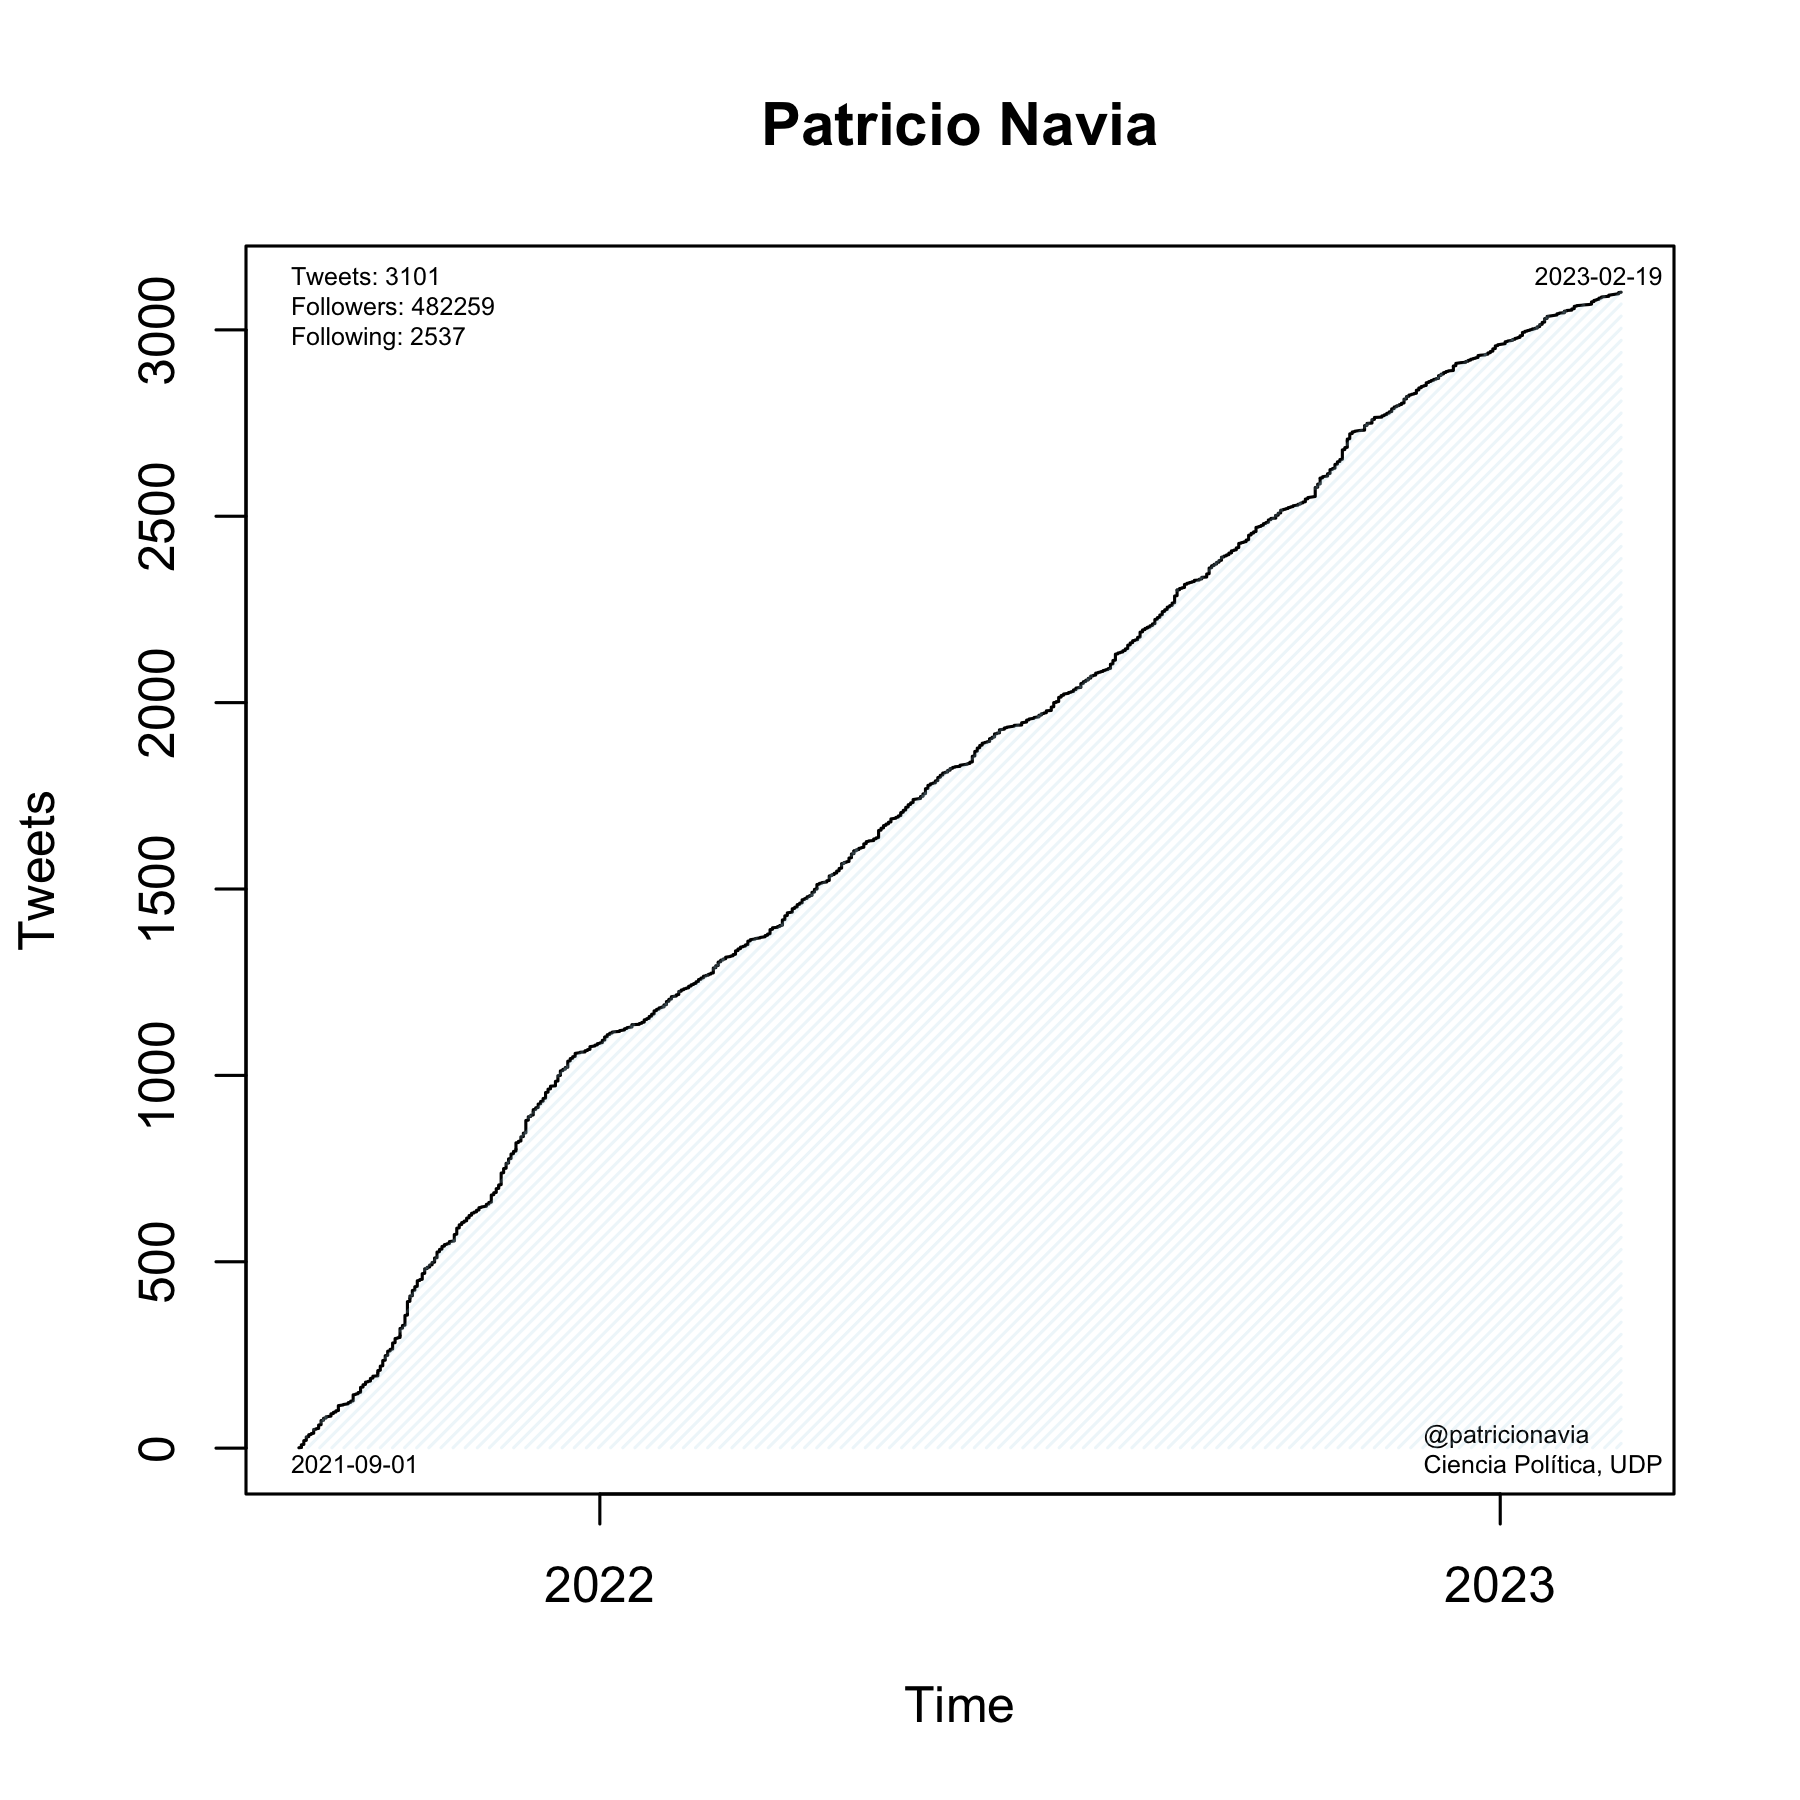 Patricio Navia
Tweets: 3101
Followers: 482259
Following: 2537
2023-02-19
3000
2500
2000
1500
1000
500
0
Tweets
2021-09-01
@patricionavia
Ciencia Política, UDP
2022
2023
Time